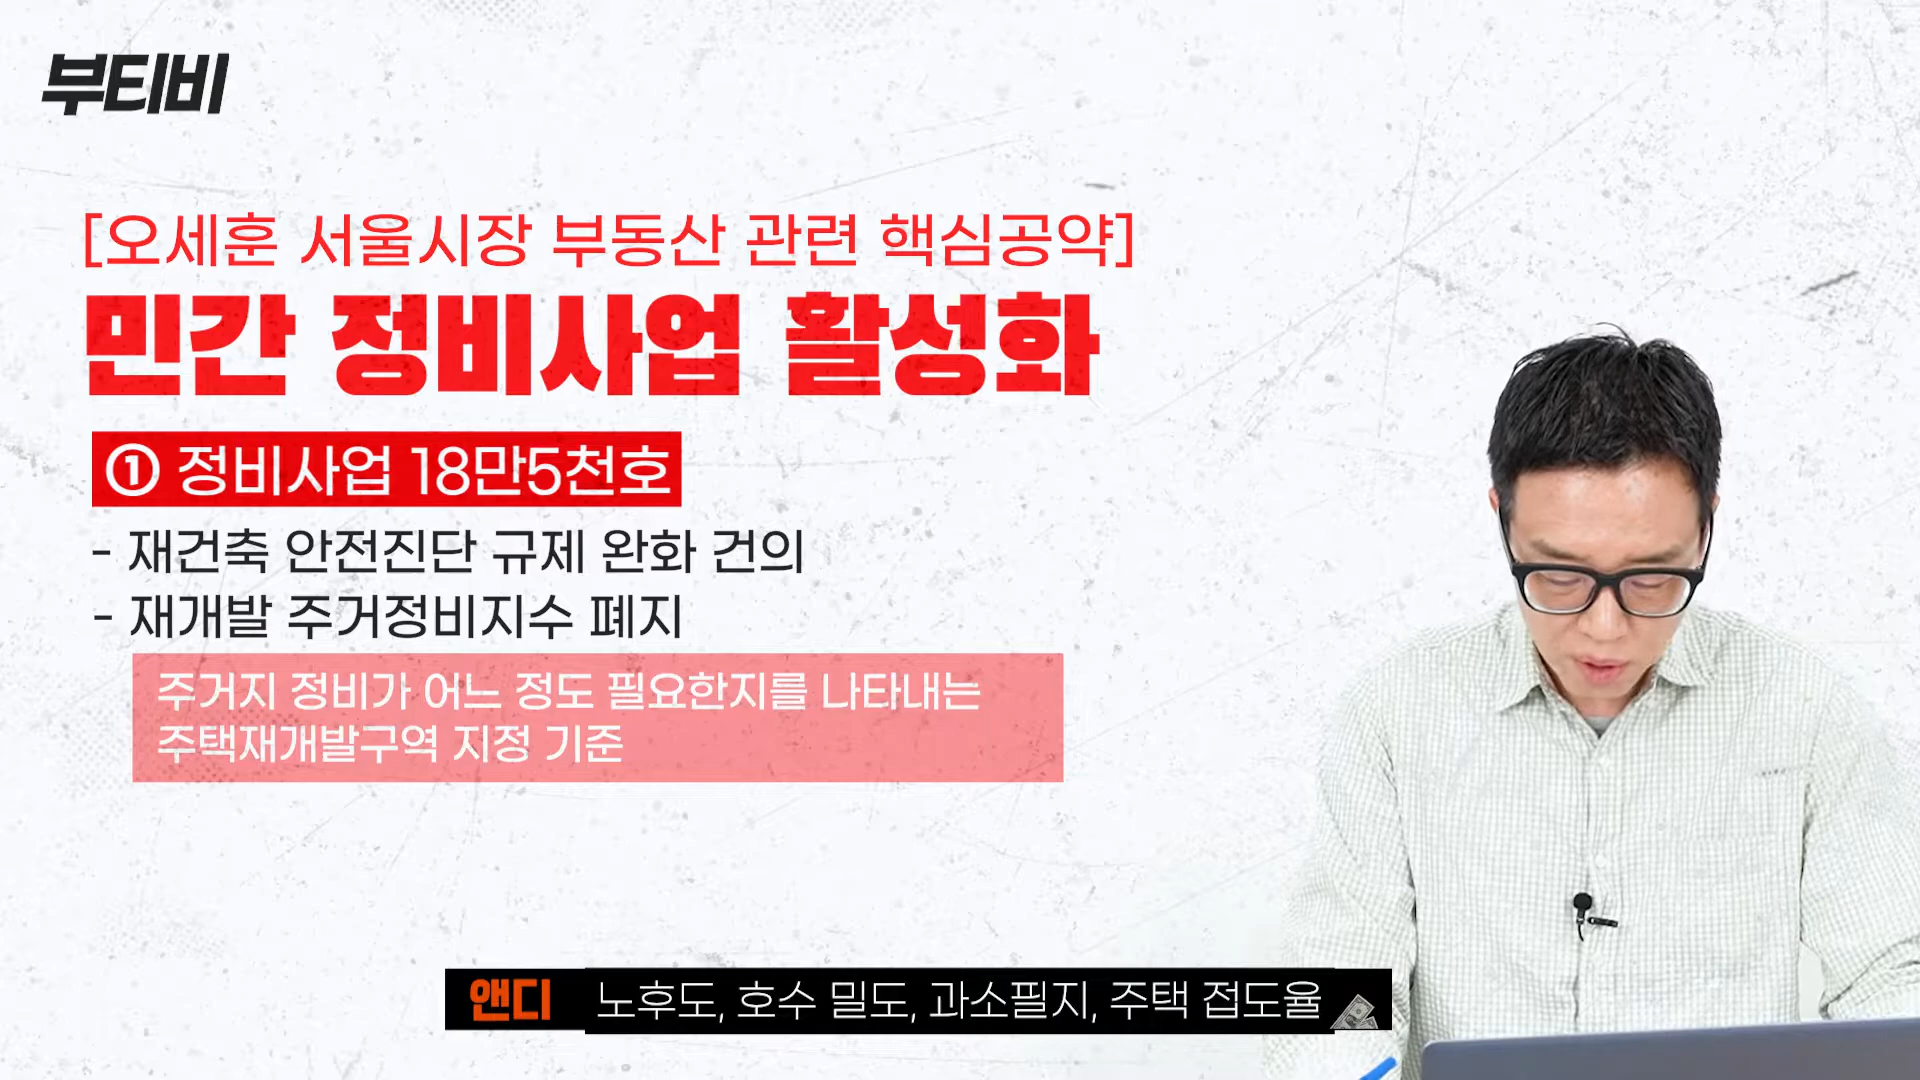 부티비
[오세훈 서울시장 부동산 관련 핵심공약]
민간 정비사업 활성화
① 정비사업 18만5천호
- 재건축 안전진단 규제 완화 건의
- 재개발 주거정비지수 폐지
주거지 정비가 어느 정도 필요한지를 나타내는
주택재개발구역 지정 기준
앤디 노후도, 호수 밀도, 과소필지, 주택 접도율